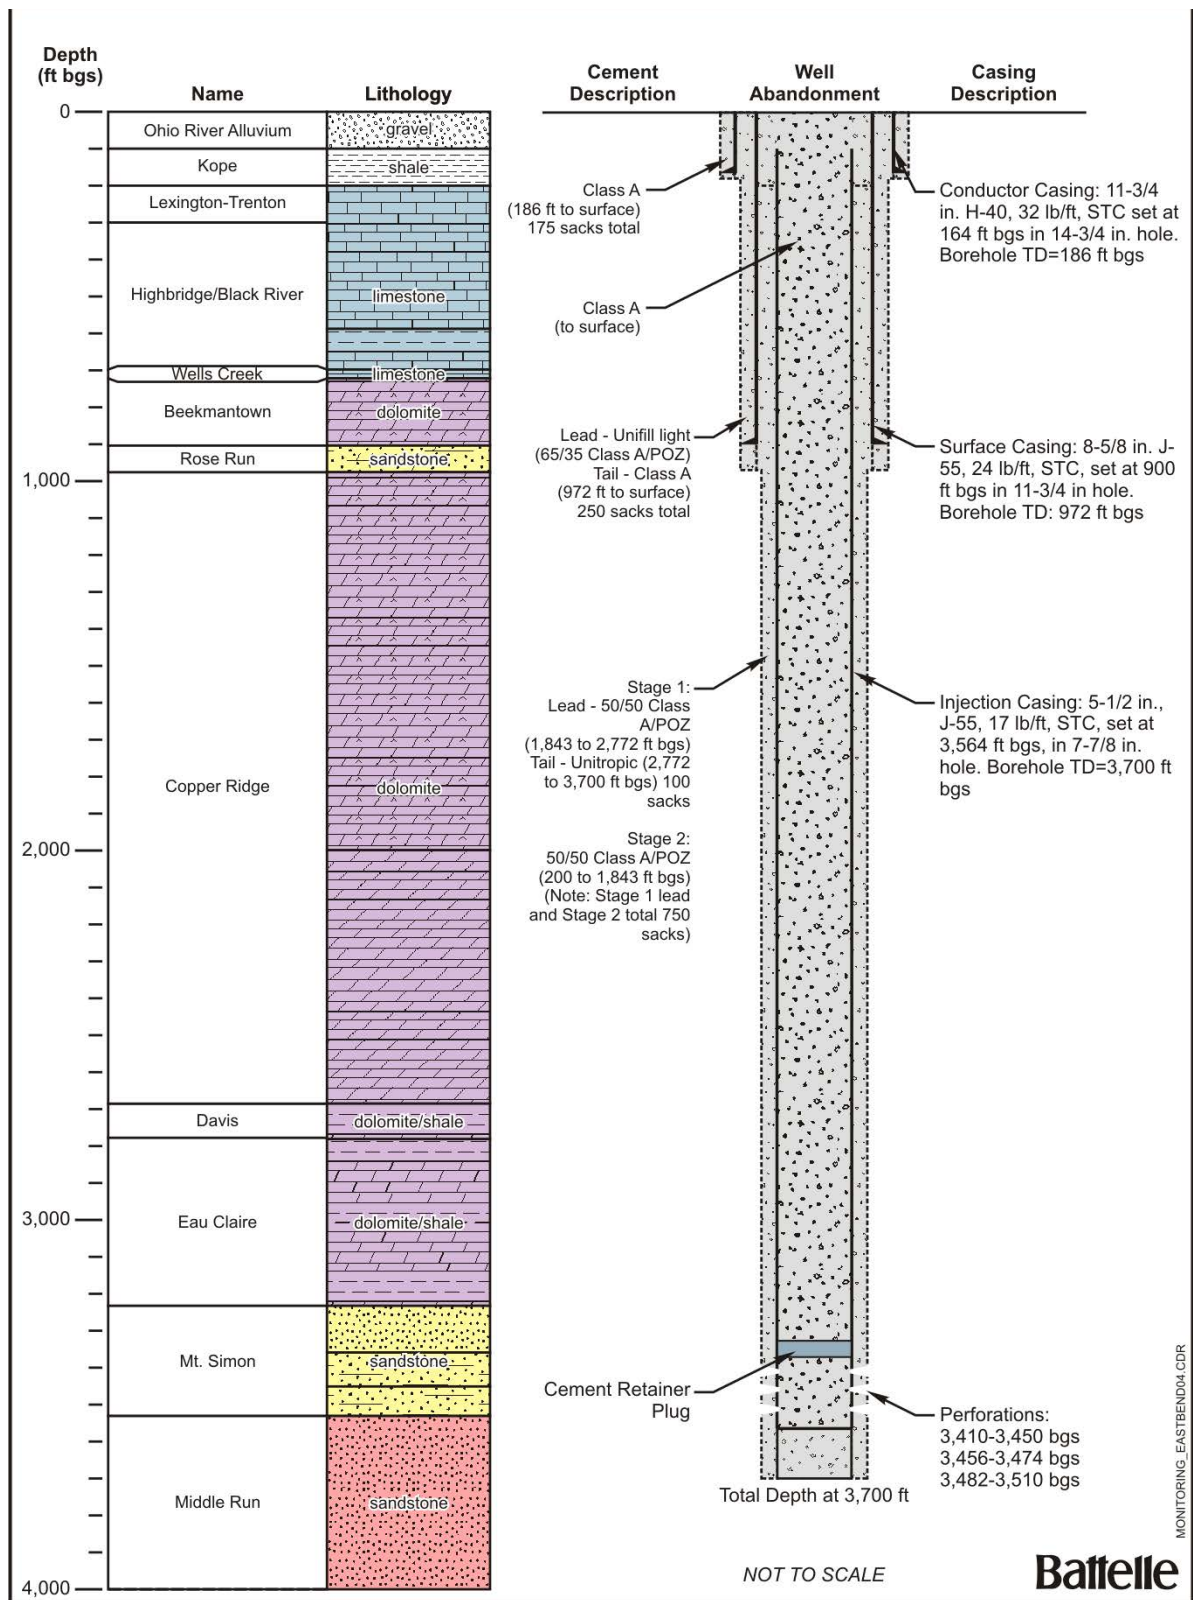 Depth
(ft bgs)
Name
Lithology
Cement
Description
Well
Abandonment
Casing
Description
0
Ohio River Alluvium
gravel
Kope
shale
Lexington-Trenton
Highbridge/Black River
limestone
Wells Creek
limestone
Beekmantown
dolomite
Rose Run
sandstone
1,000
Copper Ridge
dolomite
2,000
Davis
dolomite/shale
3,000
Eau Claire
dolomite/shale
Mt. Simon
sandstone
Middle Run
sandstone
4,000
Class A
(186 ft to surface)
175 sacks total
Class A
(to surface)
Lead - Unifill light
(65/35 Class A/POZ)
Tail - Class A
(972 ft to surface)
250 sacks total
Stage 1:
Lead - 50/50 Class
A/POZ
(1,843 to 2,772 ft bgs)
Tail - Unitropic (2,772
to 3,700 ft bgs) 100
sacks
Stage 2:
50/50 Class A/POZ
(200 to 1,843 ft bgs)
(Note: Stage 1 lead
and Stage 2 total 750
sacks)
Cement Retainer
Plug
Conductor Casing: 11-3/4
in. H-40, 32 lb/ft, STC set at
164 ft bgs in 14-3/4 in. hole.
Borehole TD=186 ft bgs
Surface Casing: 8-5/8 in. J-
55, 24 lb/ft, STC, set at 900
ft bgs in 11-3/4 in hole.
Borehole TD: 972 ft bgs
Injection Casing: 5-1/2 in.,
J-55, 17 lb/ft, STC, set at
3,564 ft bgs, in 7-7/8 in.
hole. Borehole TD=3,700 ft
bgs
Perforations:
3,410-3,450 bgs
3,456-3,474 bgs
3,482-3,510 bgs
Total Depth at 3,700 ft
NOT TO SCALE
Battelle
MONITORING_EASTBEND04.CDR